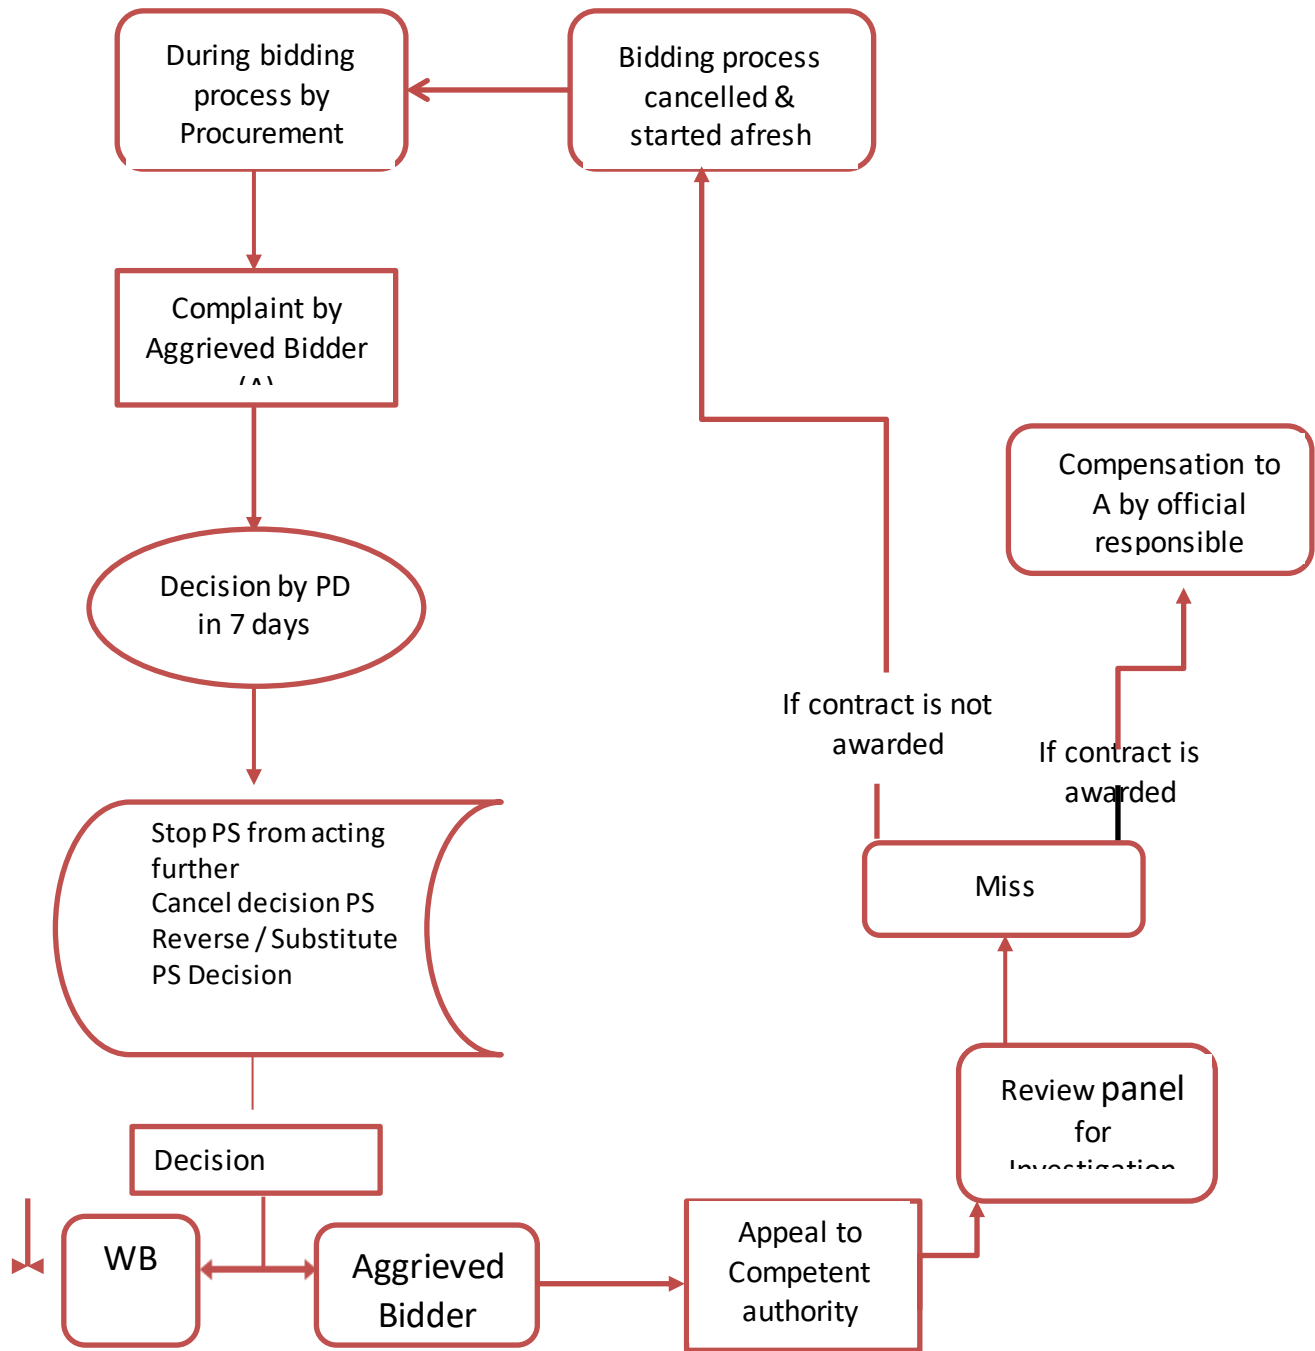 During bidding
process by
Procurement
Bidding process
cancelled &
started afresh
Complaint by
Aggrieved Bidder
(A)
Decision by PD
in 7 days
Stop PS from acting
further
Cancel decision PS
Reverse / Substitute
PS Decision
Decision
WB
Aggrieved
Bidder
Appeal to
Competent
authority
Review panel
for
Investigation
Miss
If contract is not
awarded
If contract is
awarded
Compensation to
A by official
responsible